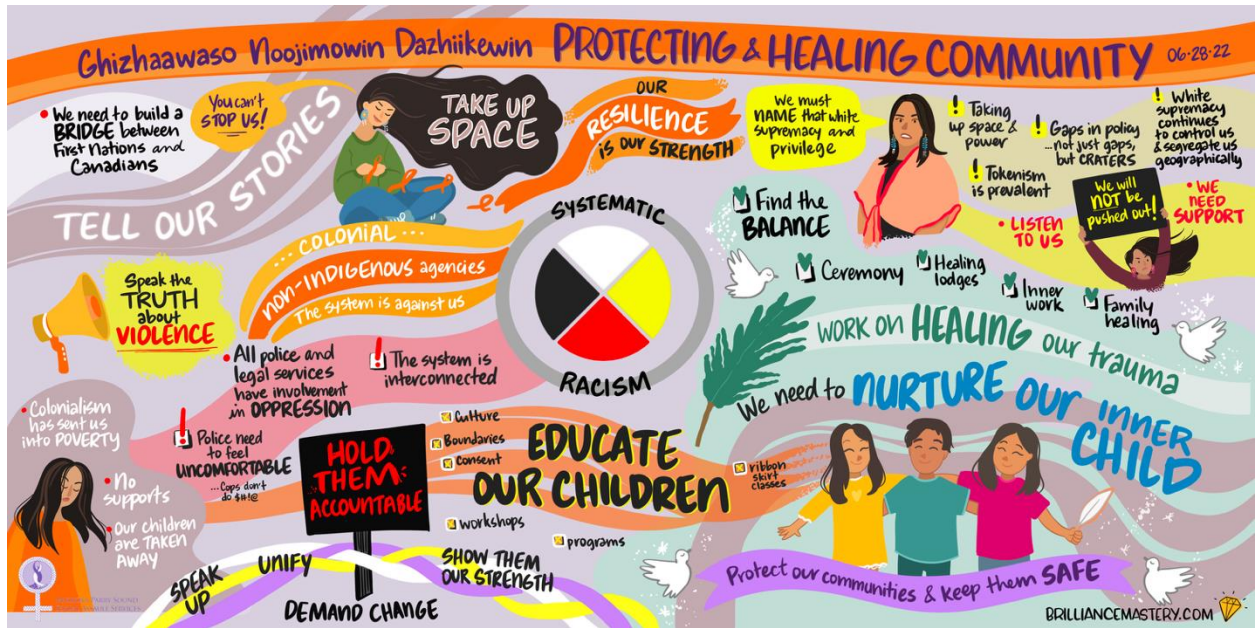 Ghizhaawaso Noojimowin Dazhiikewin PROTECTING & HEALING COMMUNITY 06·28·22
• We need to build a
BRIDGE between
First Nations and
Canadians
You can't
STOP US!
TELL OUR STORIES
TAKE UP
SPACE
OUR
RESILIENCE
is OUR STRENGTH
We must
NAME that white
supremacy and
privilege
! Taking
up space &
power
! Tokenism
is prevalent
! Gaps in policy
...not just gaps,
but CRATERS
! White
supremacy
continues
to control us
& segregate us
geographically
We will
NOT be
pushed out!
• LISTEN
TO US
• WE
NEED
SUPPORT
Speak the
TRUTH
about
VIOLENCE
... COLONIAL ...
non-INDIGENOUS agencies
The system is against us
SYSTEMATIC
RACISM
Find the
BALANCE
Ceremony
Healing
lodges
Inner
work
Family
healing
WORK ON HEALING our trauma
We need to NURTURE OUR inner
CHILD
• All police and
legal services
have involvement
in OPPRESSION
! The system is
interconnected
! Police need
to feel
UNCOMFORTABLE
...Cops don't
do $#!@
• Colonialism
has sent us
into POVERTY
• No
supports
• Our children
are TAKEN
AWAY
HOLD
THEM
ACCOUNTABLE
Culture
Boundaries
Consent
EDUCATE
OUR CHILDREN
workshops
programs
ribbon
skirt
classes
SPEAK
UP
UNIFY
DEMAND CHANGE
SHOW THEM
OUR STRENGTH
Protect our communities & keep them SAFE
BRILLIANCEMASTERY.COM